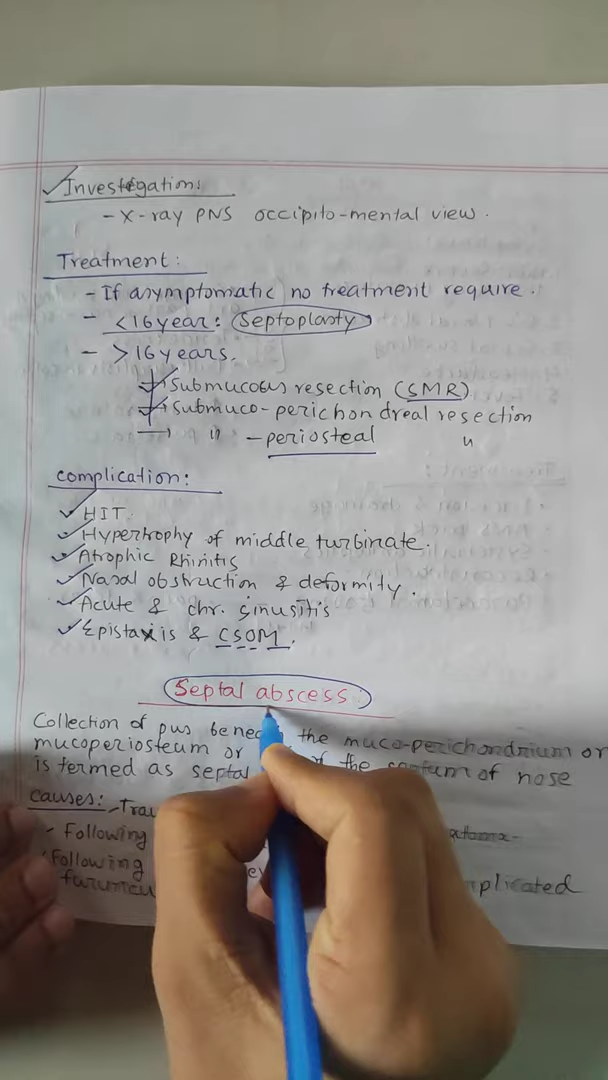 Investigation:
- X-ray PNS occipito-mental view.
Treatment:
- If asymptomatic no treatment require.
- <16year: Septoplasty
- >16years.
Submucous resection (SMR)
Submuco-perichondreal resection
" - periosteal "
complication:
HIT.
Hypertrophy of middle turbinate.
Atrophic Rhinitis
Nasal obstruction & deformity.
Acute & chr. sinusitis
Epistaxis & CSOM.
Septal abscess:
Collection of pus the muco-perichondrium or
mucoperiosteum or of the septum of nose
is termed as septal
causes:
- Following
Following